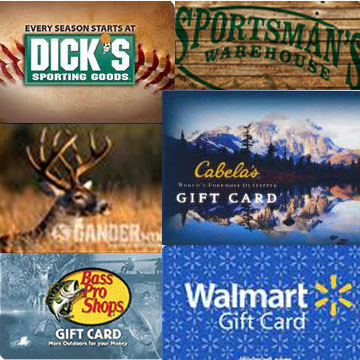 EVERY SEASON STARTS AT
DICK'S
SPORTING GOODS.
SPORTSMAN'S
WAREHOUSE
Cabela's
WORLD'S FOREMOST OUTFITTER
GIFT CARD
GANDER
Bass
Pro
Shops
GIFT CARD
More Outdoors for your Money
Walmart
Gift Card